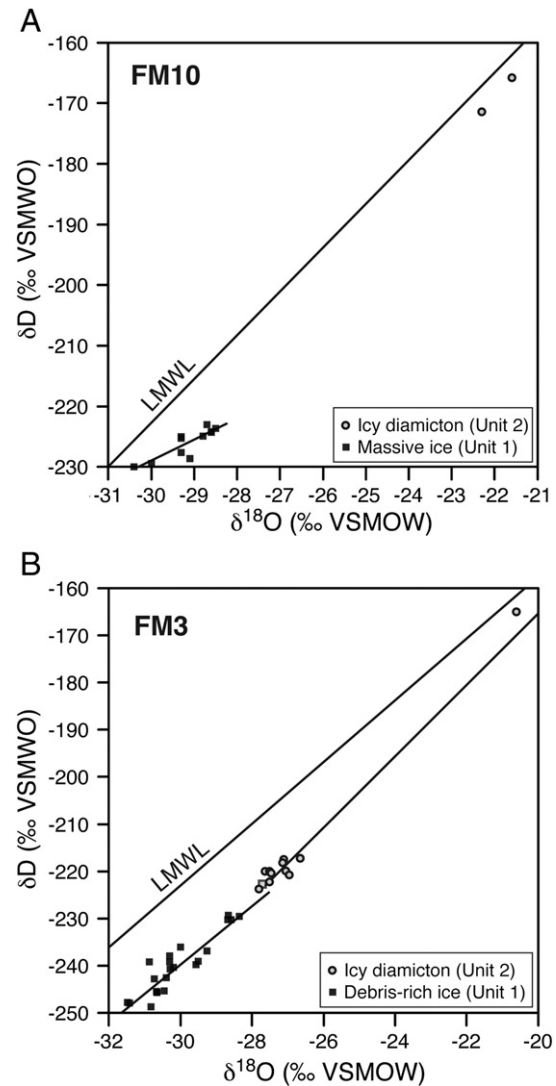 A
FM10
-160
-170
-180
-190
-200
-210
-220
-230
δD (‰ VSMWO)
LMWL
Icy diamicton (Unit 2)
Massive ice (Unit 1)
-31 -30 -29 -28 -27 -26 -25 -24 -23 -22 -21
δ¹⁸O (‰ VSMOW)
B
FM3
-160
-170
-180
-190
-200
-210
-220
-230
-240
-250
δD (‰ VSMWO)
LMWL
Icy diamicton (Unit 2)
Debris-rich ice (Unit 1)
-32 -30 -28 -26 -24 -22 -20
δ¹⁸O (‰ VSMOW)